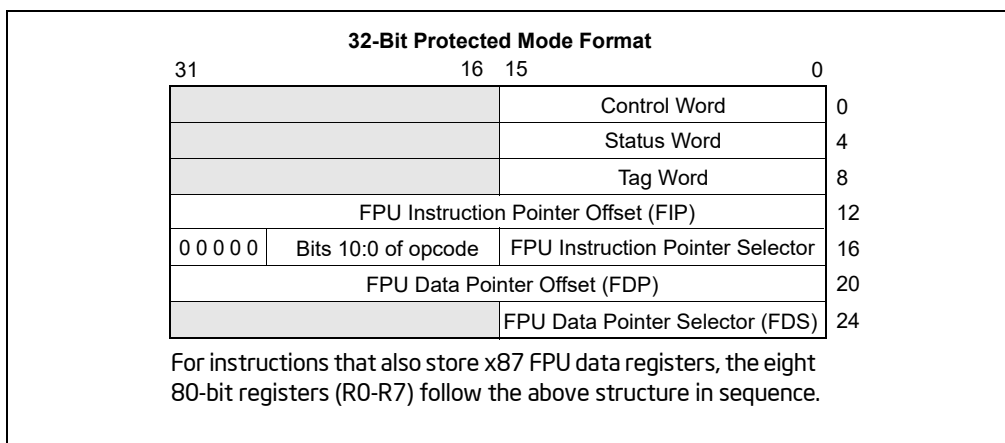 32-Bit Protected Mode Format
31 16 15 0
Control Word 0
Status Word 4
Tag Word 8
FPU Instruction Pointer Offset (FIP) 12
0 0 0 0 0 Bits 10:0 of opcode FPU Instruction Pointer Selector 16
FPU Data Pointer Offset (FDP) 20
FPU Data Pointer Selector (FDS) 24
For instructions that also store x87 FPU data registers, the eight
80-bit registers (R0-R7) follow the above structure in sequence.